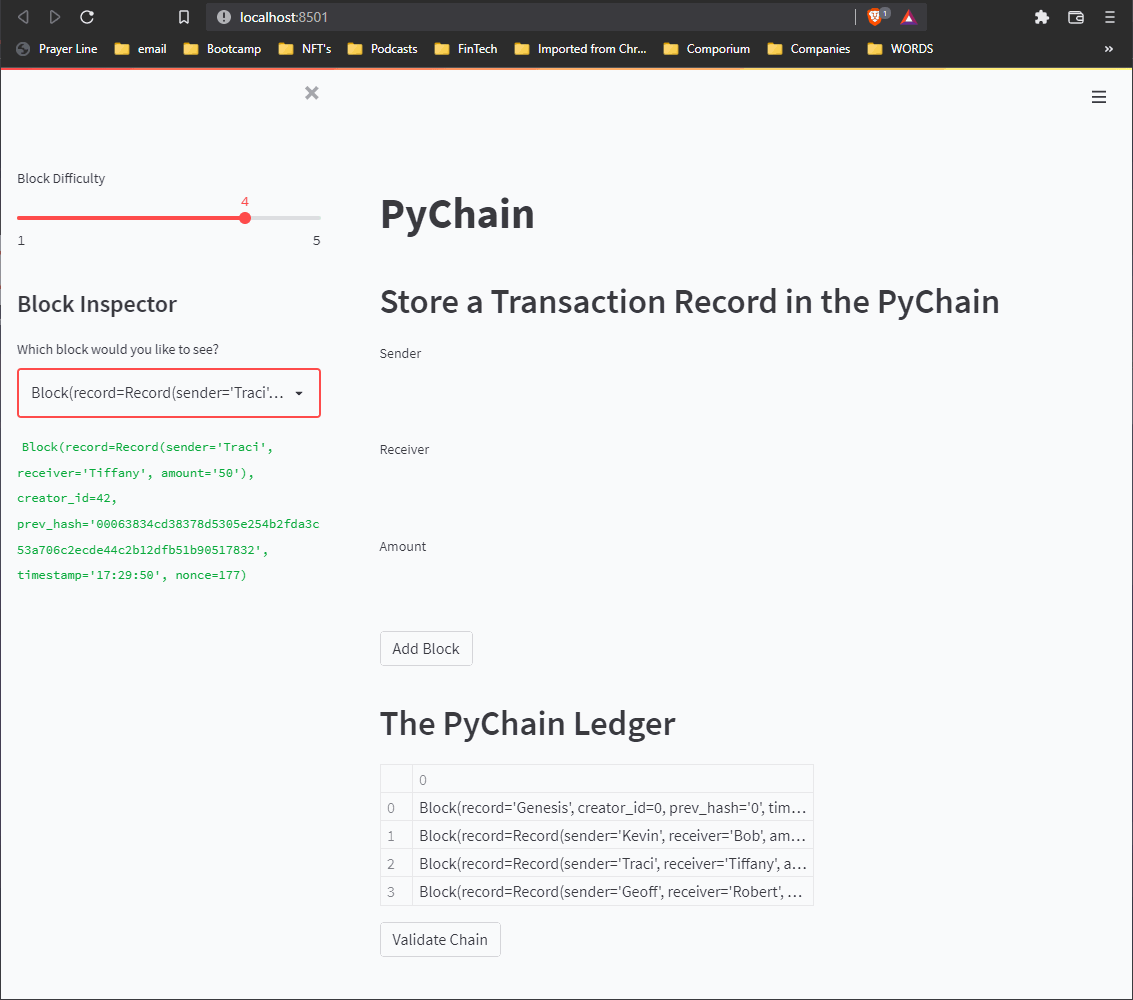 localhost:8501
1
Prayer Line email Bootcamp NFT's Podcasts FinTech Imported from Chr... Comporium Companies WORDS »
Block Difficulty
4
1 5
Block Inspector
Which block would you like to see?
Block(record=Record(sender='Traci'...
Block(record=Record(sender='Traci',
receiver='Tiffany', amount='50'),
creator_id=42,
prev_hash='00063834cd38378d5305e254b2fda3c
53a706c2ecde44c2b12dfb51b90517832',
timestamp='17:29:50', nonce=177)
PyChain
Store a Transaction Record in the PyChain
Sender
Receiver
Amount
Add Block
The PyChain Ledger
0
0 Block(record='Genesis', creator_id=0, prev_hash='0', tim...
1 Block(record=Record(sender='Kevin', receiver='Bob', am...
2 Block(record=Record(sender='Traci', receiver='Tiffany', a...
3 Block(record=Record(sender='Geoff', receiver='Robert', ...
Validate Chain